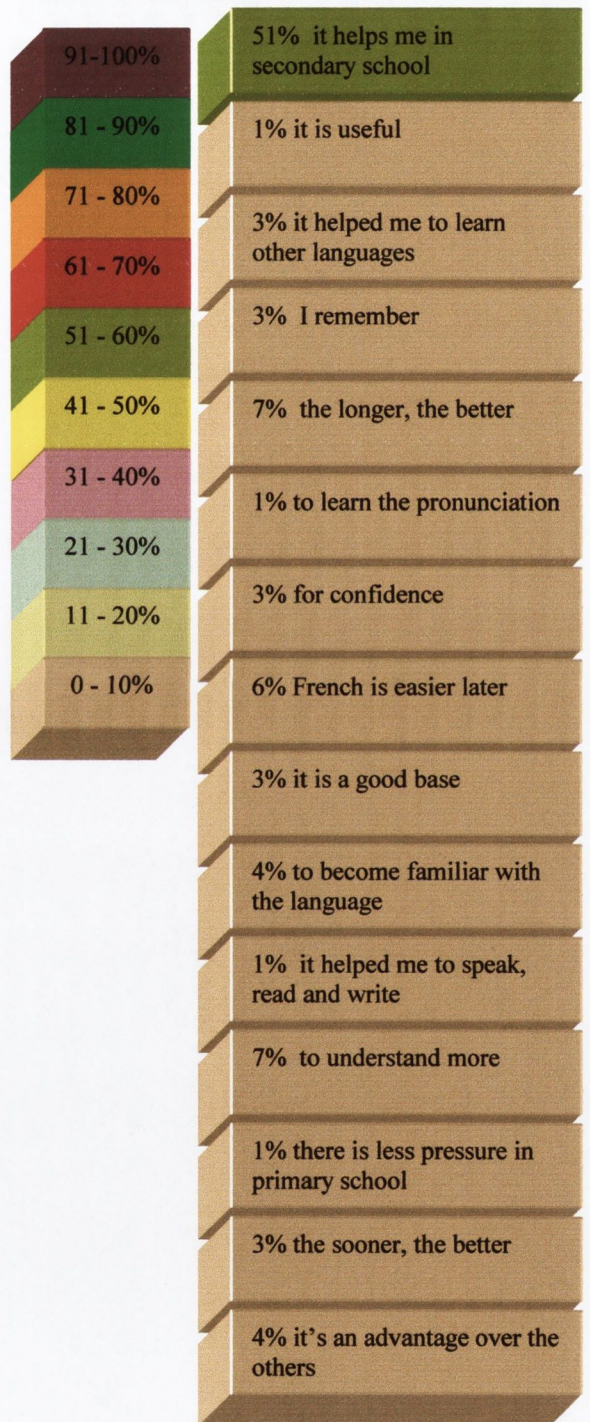 91-100%
81 - 90%
71 - 80%
61 - 70%
51 - 60%
41 - 50%
31 - 40%
21 - 30%
11 - 20%
0 - 10%
51% it helps me in
secondary school
1% it is useful
3% it helped me to learn
other languages
3% I remember
7% the longer, the better
1% to learn the pronunciation
3% for confidence
6% French is easier later
3% it is a good base
4% to become familiar with
the language
1% it helped me to speak,
read and write
7% to understand more
1% there is less pressure in
primary school
3% the sooner, the better
4% it's an advantage over the
others